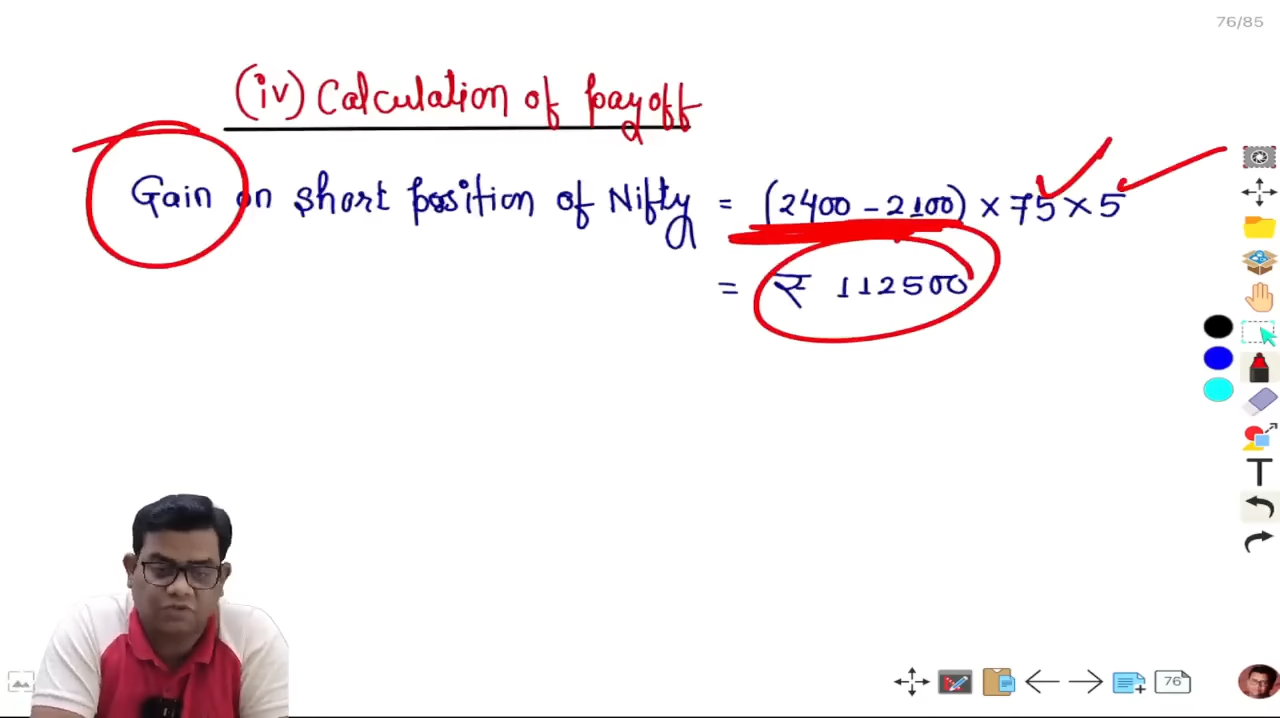 76/85
(iv) Calculation of payoff
Gain on short position of Nifty = (2400 - 2100) × 75 × 5
= ₹ 112500
T
76